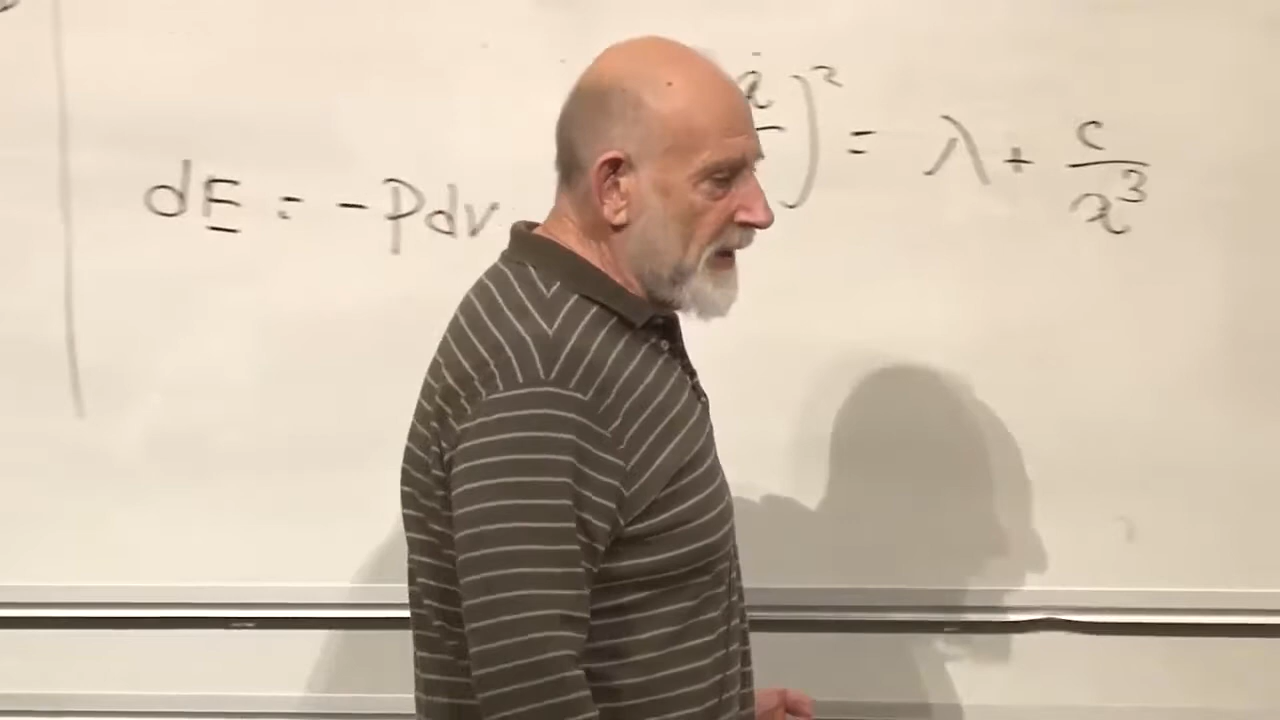 dE = -Pdv
ȧ )² = λ + c/a³